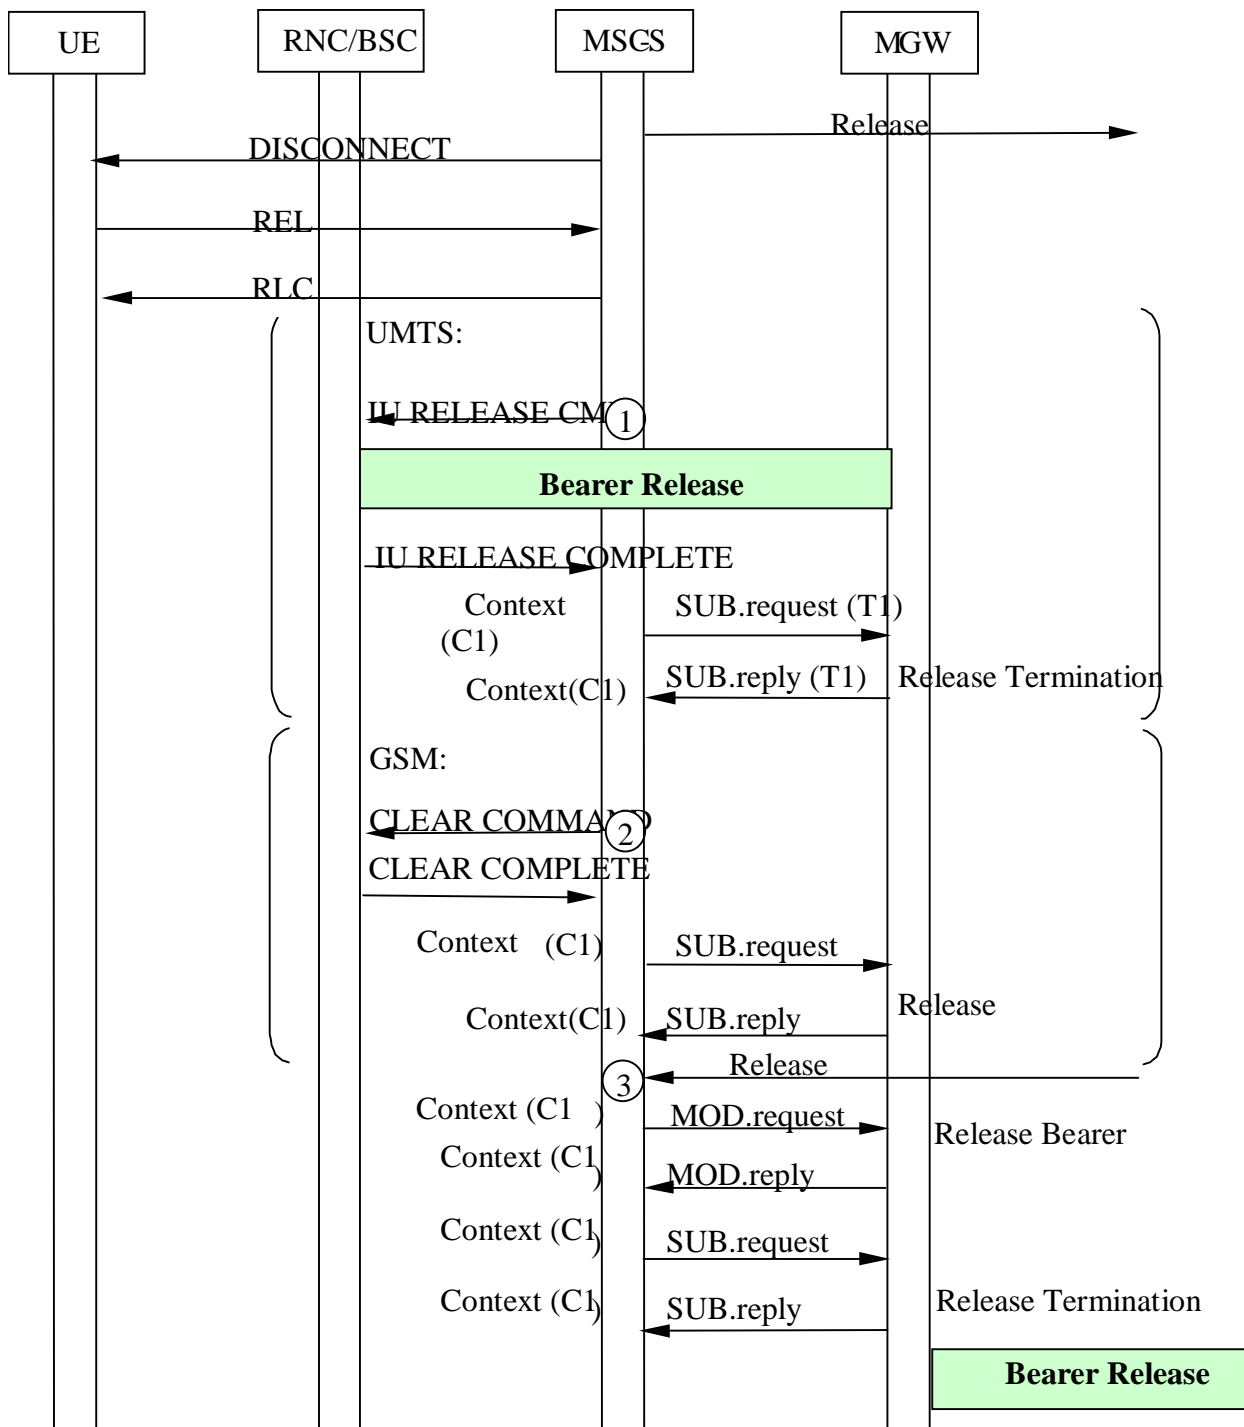 UE
RNC/BSC
MSC-S
MGW
Release
DISCONNECT
REL
RLC
UMTS:
IU RELEASE CM
1
Bearer Release
IU RELEASE COMPLETE
Context
(C1)
SUB.request (T1)
Context(C1)
SUB.reply (T1)
Release Termination
GSM:
CLEAR COMMAND
2
CLEAR COMPLETE
Context (C1)
SUB.request
Context(C1)
SUB.reply
Release
Release
3
Context (C1 )
MOD.request
Release Bearer
Context (C1)
MOD.reply
Context (C1)
SUB.request
Context (C1)
SUB.reply
Release Termination
Bearer Release